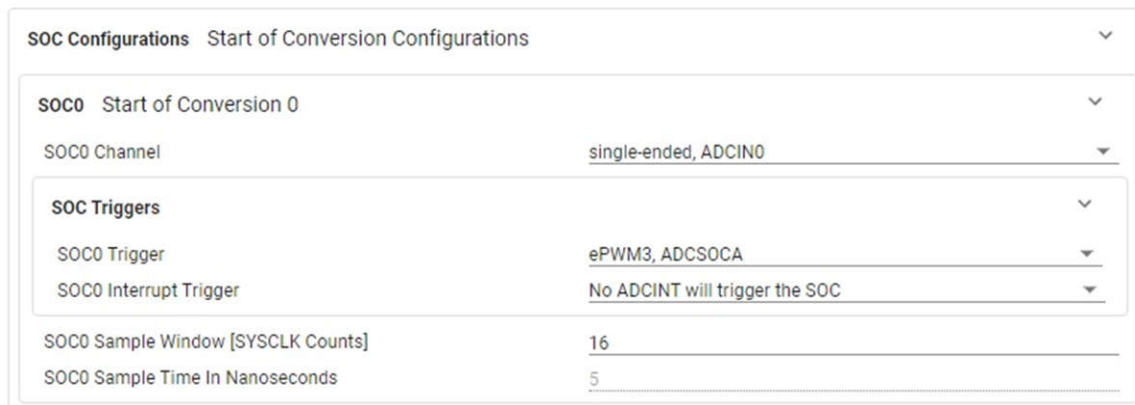 SOC Configurations Start of Conversion Configurations
SOC0 Start of Conversion 0
SOC0 Channel single-ended, ADCIN0
SOC Triggers
SOC0 Trigger ePWM3, ADCSOCA
SOC0 Interrupt Trigger No ADCINT will trigger the SOC
SOC0 Sample Window [SYSCLK Counts] 16
SOC0 Sample Time In Nanoseconds 5